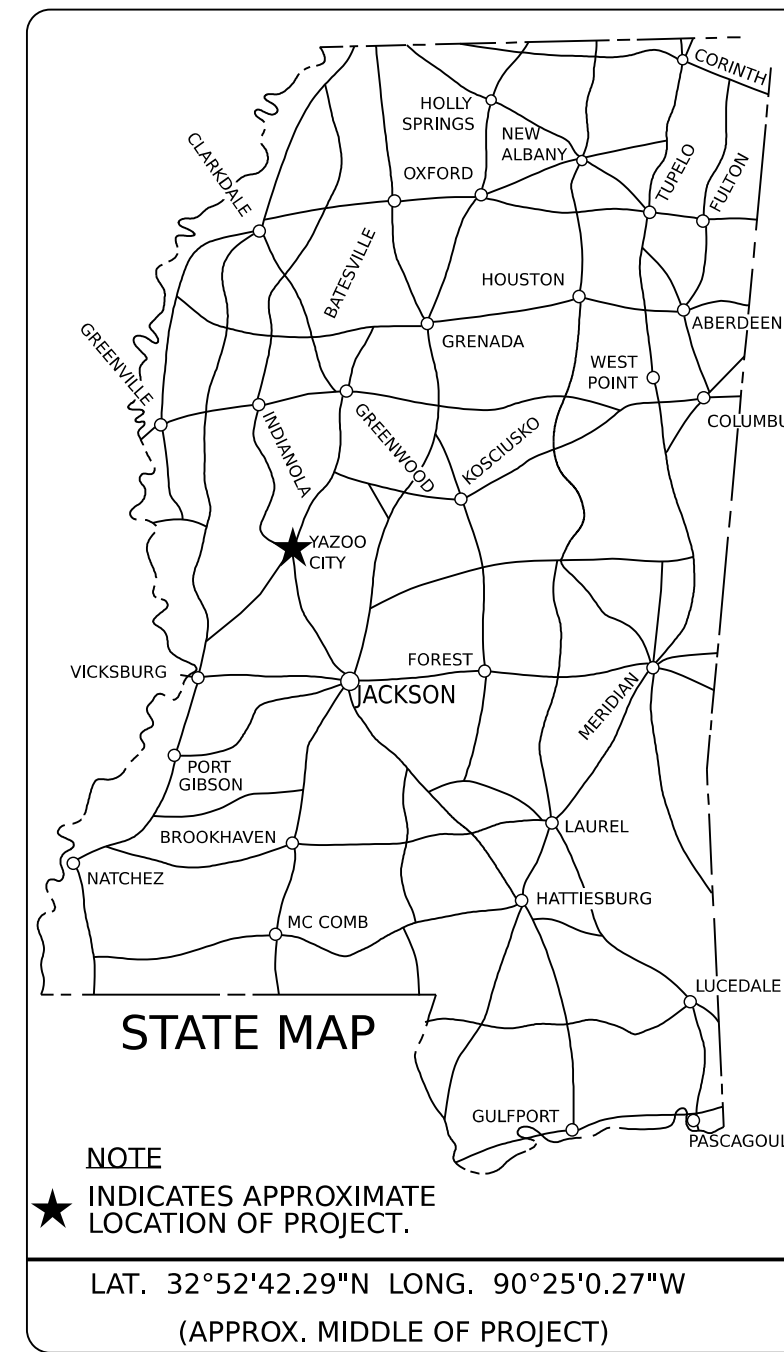 CORINTH
HOLLY
SPRINGS
NEW
ALBANY
CLARKDALE
OXFORD
TUPELO
FULTON
BATESVILLE
HOUSTON
ABERDEEN
GREENVILLE
GRENADA
WEST
POINT
COLUMBU
INDIANOLA
GREENWOOD
KOSCIUSKO
YAZOO
CITY
VICKSBURG
FOREST
JACKSON
MERIDIAN
PORT
GIBSON
BROOKHAVEN
LAUREL
NATCHEZ
HATTIESBURG
MC COMB
LUCEDALE
STATE MAP
GULFPORT
PASCAGOUL
NOTE
INDICATES APPROXIMATE
LOCATION OF PROJECT.
LAT. 32°52'42.29"N LONG. 90°25'0.27"W
(APPROX. MIDDLE OF PROJECT)